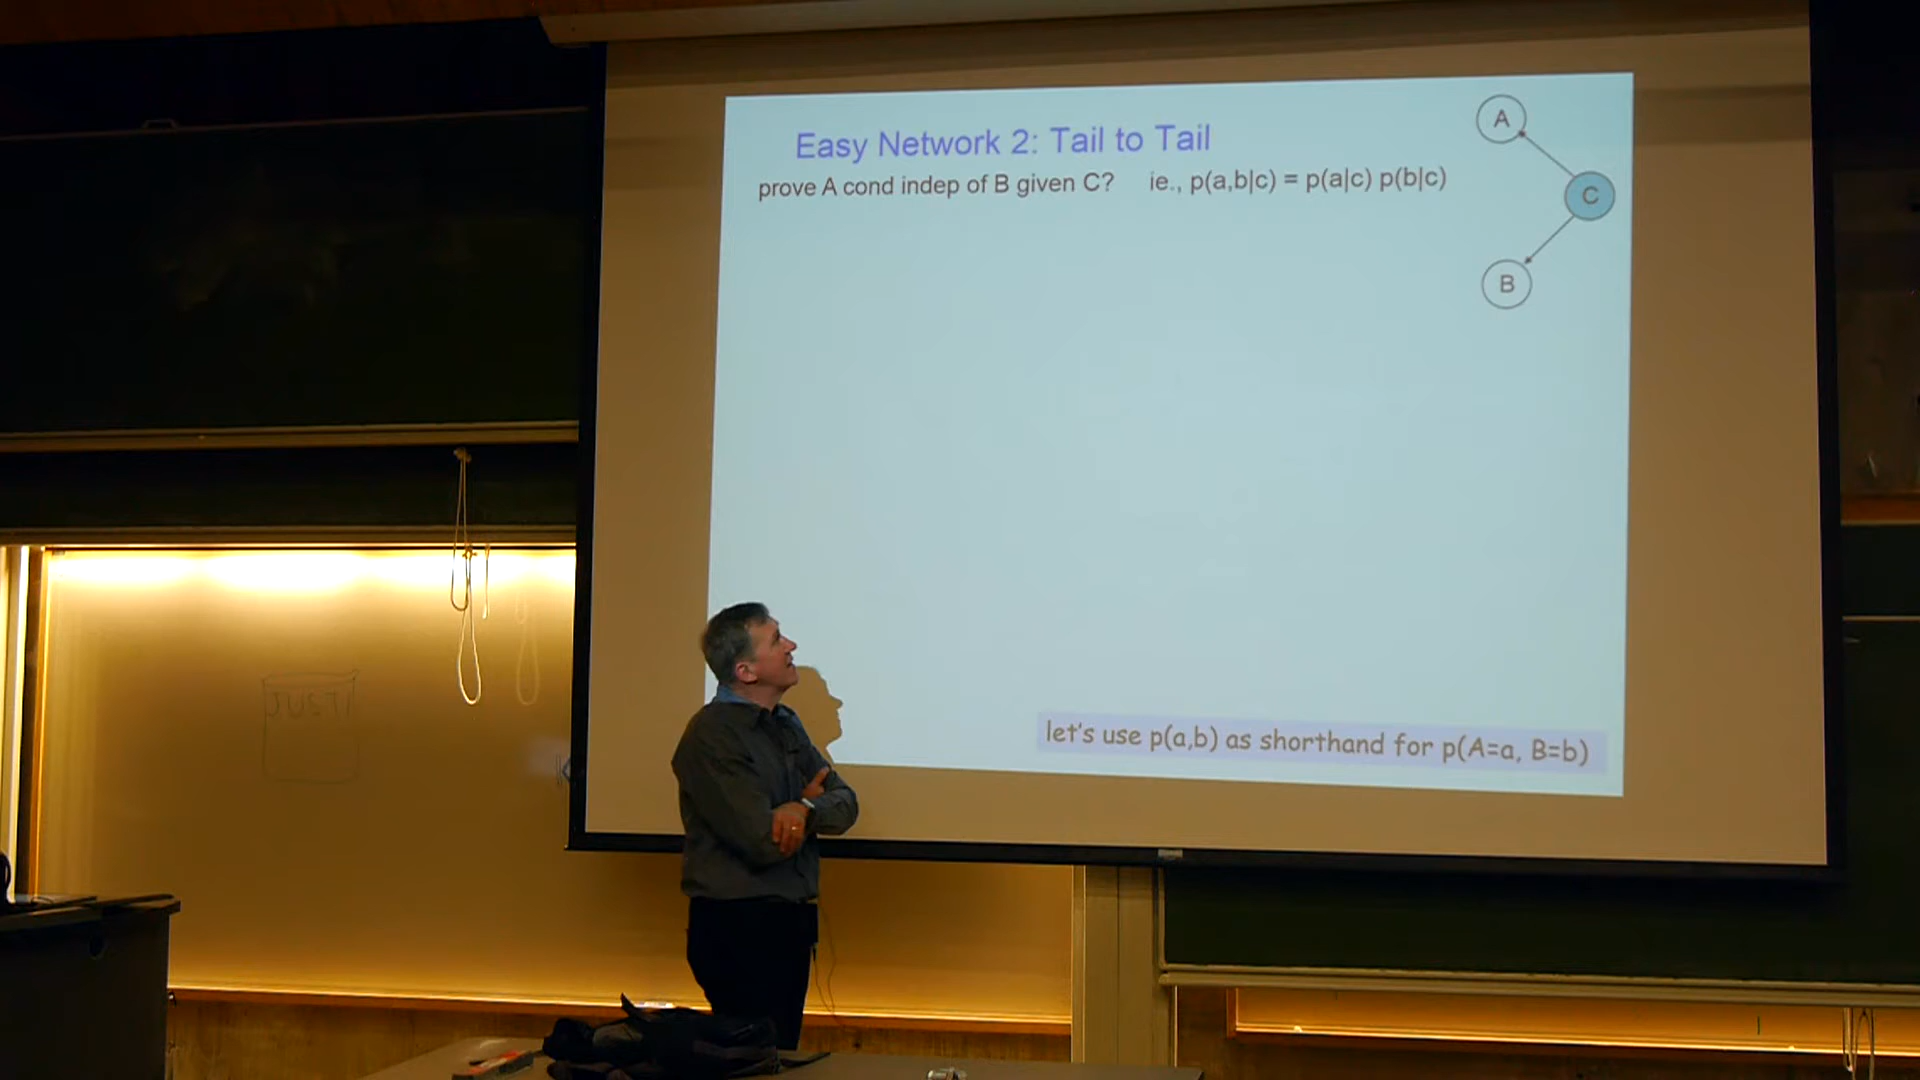 Easy Network 2: Tail to Tail
prove A cond indep of B given C? ie., p(a,b|c) = p(a|c) p(b|c)
A
C
B
let's use p(a,b) as shorthand for p(A=a, B=b)